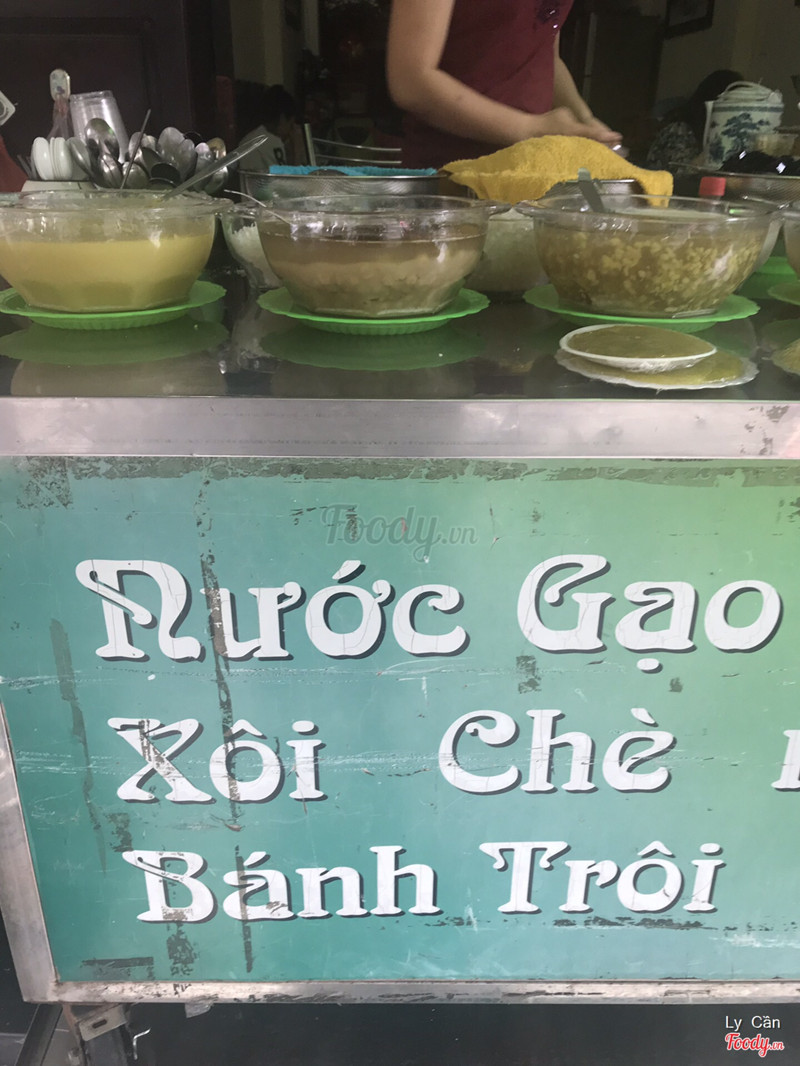 Foody.vn
Nước Gạo
Xôi Chè
Bánh Trôi
Ly Cần
Foody.vn